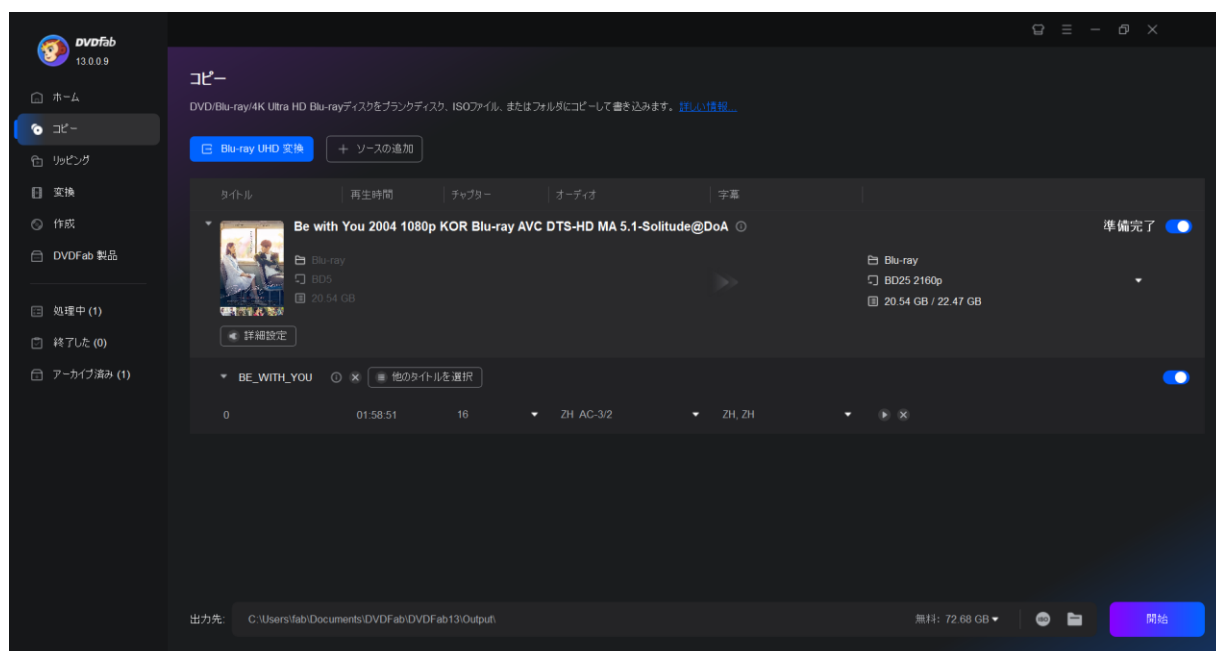 DVDFab
13.0.0.9
ホーム
コピー
リッピング
変換
作成
DVDFab 製品
処理中 (1)
終了した (0)
アーカイブ済み (1)
コピー
DVD/Blu-ray/4K Ultra HD Blu-rayディスクをブランクディスク、ISOファイル、またはフォルダにコピーして書き込みます。詳しい情報...
Blu-ray UHD 変換
ソースの追加
タイトル 再生時間 チャプター オーディオ 字幕
Be with You 2004 1080p KOR Blu-ray AVC DTS-HD MA 5.1-Solitude@DoA
準備完了
Blu-ray
BD5
20.54 GB
Blu-ray
BD25 2160p
20.54 GB / 22.47 GB
詳細設定
BE_WITH_YOU 他のタイトルを選択
0 01:58:51 16 ZH AC-3/2 ZH, ZH
出力先: C:\Users\fab\Documents\DVDFab\DVDFab13\Output\ 無料: 72.68 GB ISO 開始